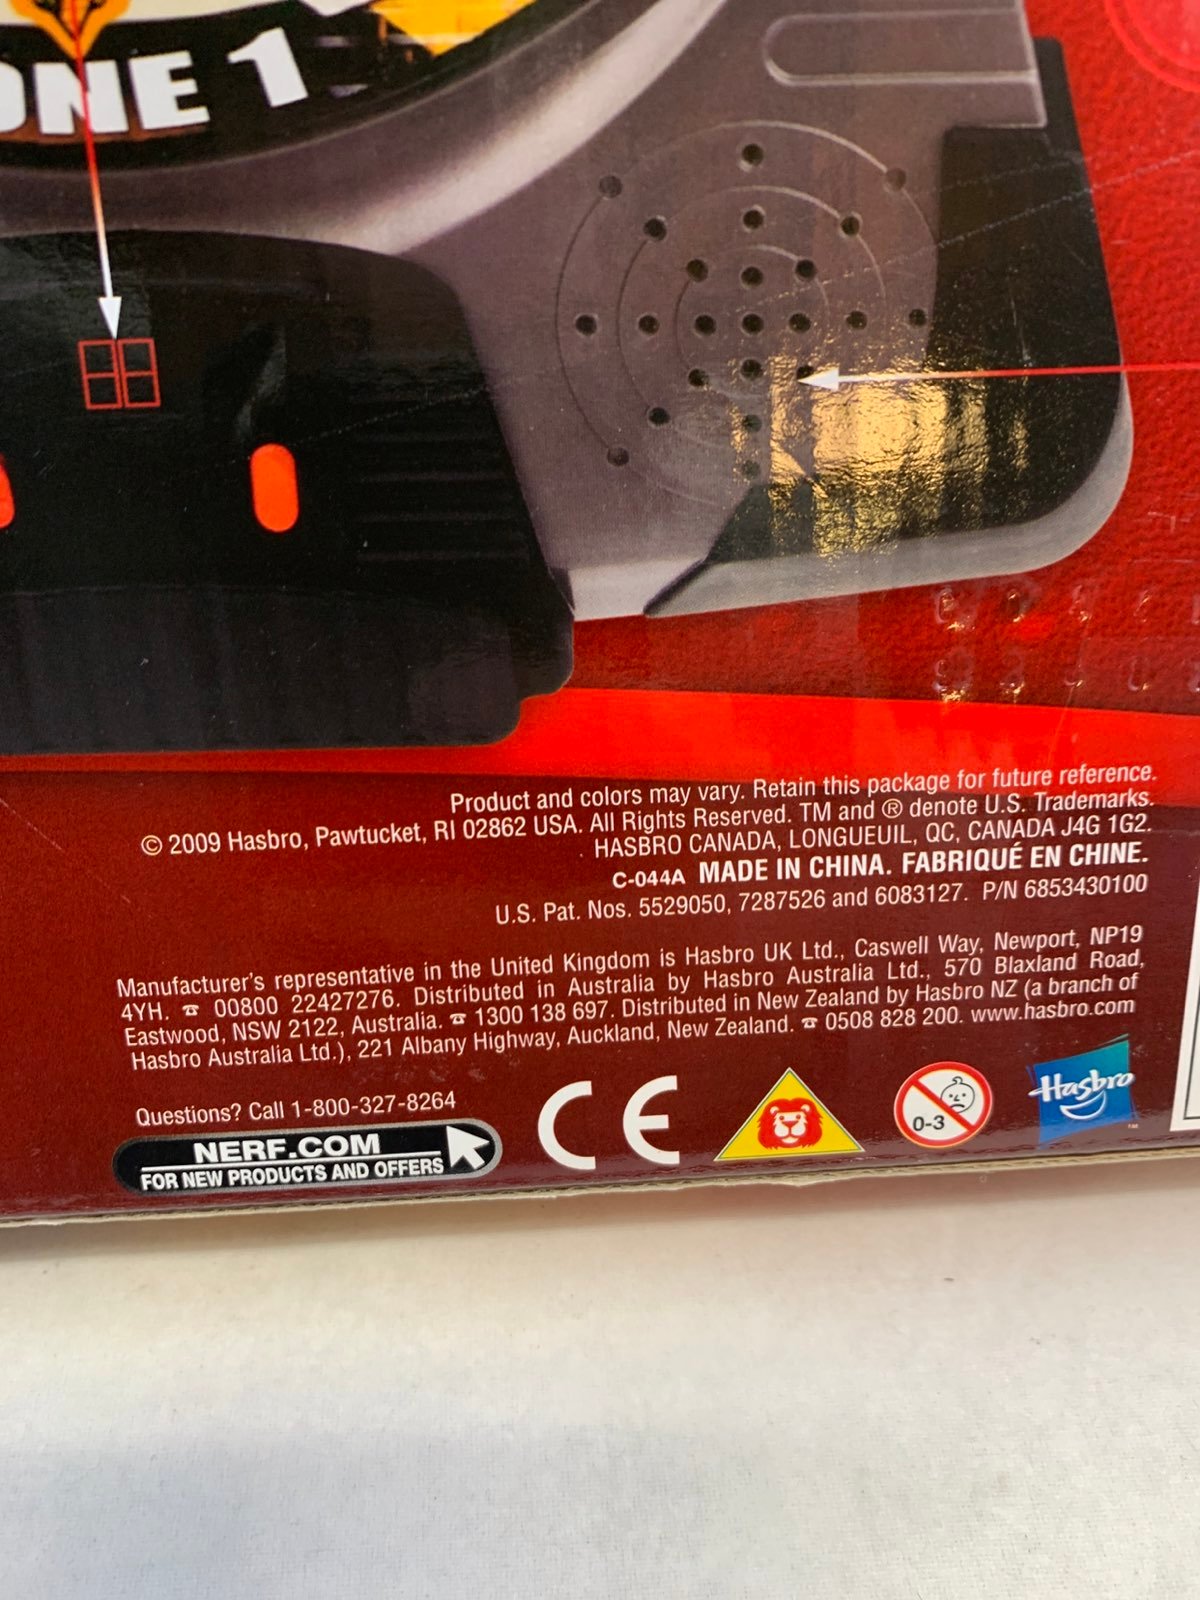 ONE 1
Product and colors may vary. Retain this package for future reference.
© 2009 Hasbro, Pawtucket, RI 02862 USA. All Rights Reserved. TM and ® denote U.S. Trademarks.
HASBRO CANADA, LONGUEUIL, QC, CANADA J4G 1G2.
C-044A MADE IN CHINA. FABRIQUÉ EN CHINE.
U.S. Pat. Nos. 5529050, 7287526 and 6083127. P/N 6853430100
Manufacturer's representative in the United Kingdom is Hasbro UK Ltd., Caswell Way, Newport, NP19
4YH. ☎ 00800 22427276. Distributed in Australia by Hasbro Australia Ltd., 570 Blaxland Road,
Eastwood, NSW 2122, Australia. ☎ 1300 138 697. Distributed in New Zealand by Hasbro NZ (a branch of
Hasbro Australia Ltd.), 221 Albany Highway, Auckland, New Zealand. ☎ 0508 828 200. www.hasbro.com
Questions? Call 1-800-327-8264
NERF.COM
FOR NEW PRODUCTS AND OFFERS
CE
0-3
Hasbro